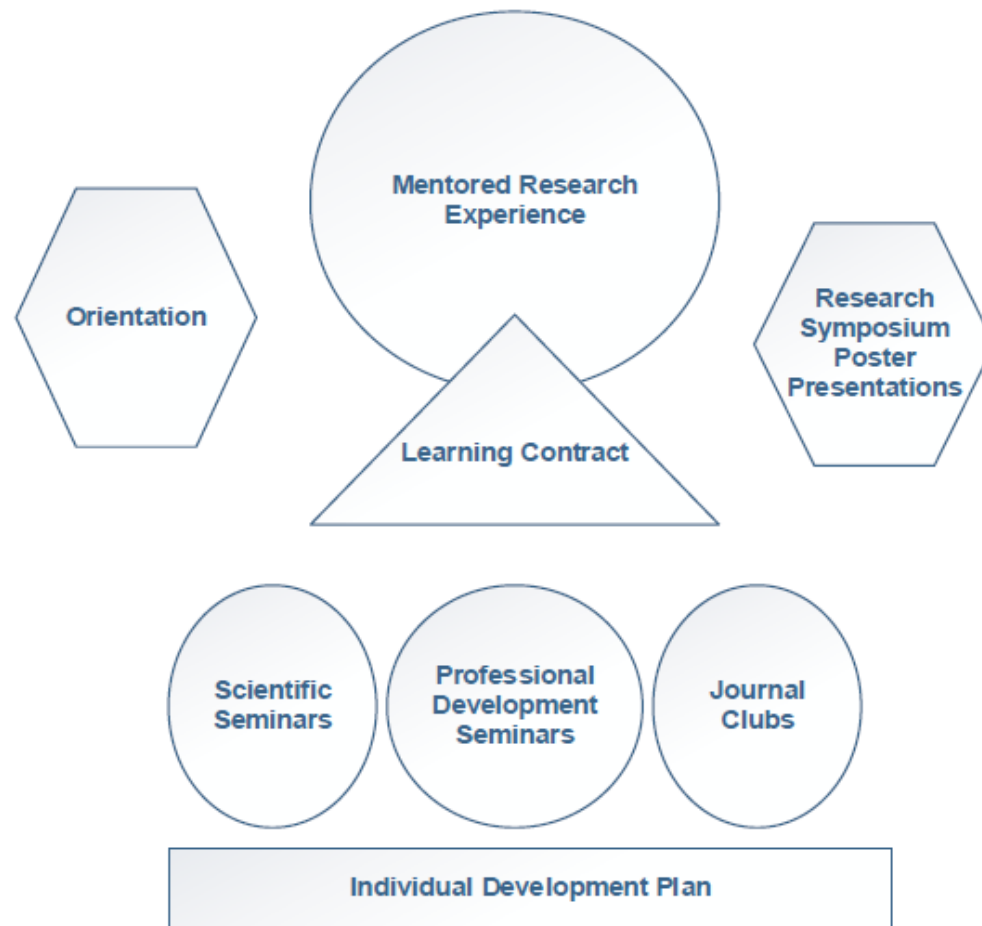 Mentored Research
Experience
Orientation
Research
Symposium
Poster
Presentations
Learning Contract
Scientific
Seminars
Professional
Development
Seminars
Journal
Clubs
Individual Development Plan